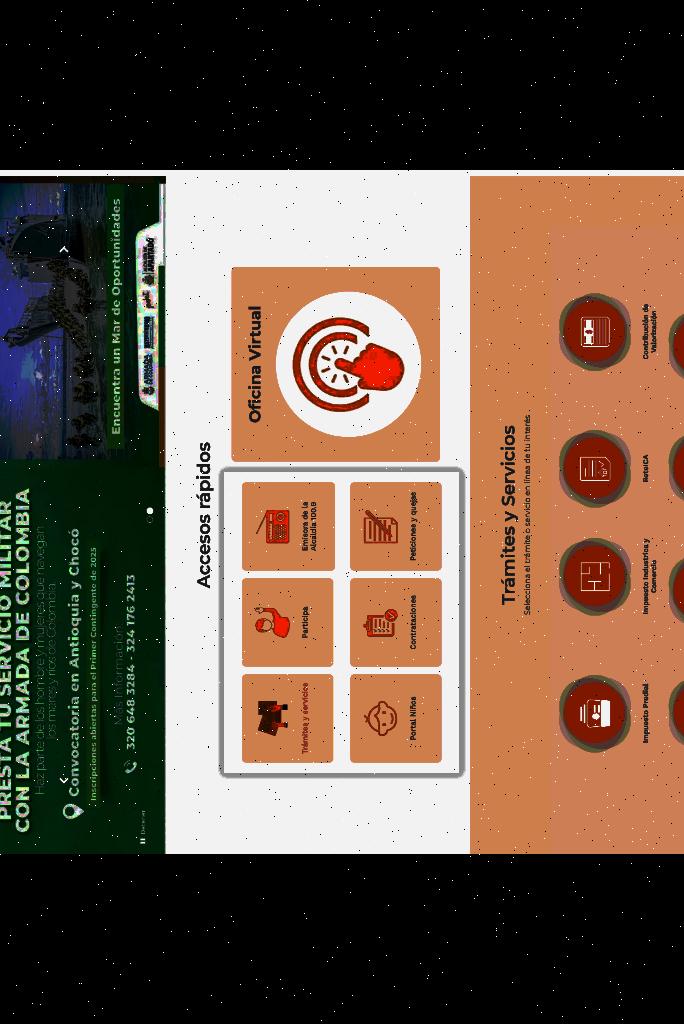 PRESTA TU SERVICIO MILITAR
CON LA ARMADA DE COLOMBIA
Haz parte de los hombres y mujeres que navegan
los mares y ríos de Colombia
Convocatoria en Antioquia y Chocó
Inscripciones abiertas para el Primer Contingente de 2025
Más información
320 648 3284 - 324 176 2413
Encuentra un Mar de Oportunidades
Accesos rápidos
Trámites y servicios
Participa
Emisora de la
Alcaldía 100.9
Portal Niños
Contrataciones
Peticiones y quejas
Oficina Virtual
Trámites y Servicios
Selecciona el trámite o servicio en línea de tu interés
Impuesto Predial
Impuesto Industrias y
Comercio
ReteICA
Contribución de
Valorización